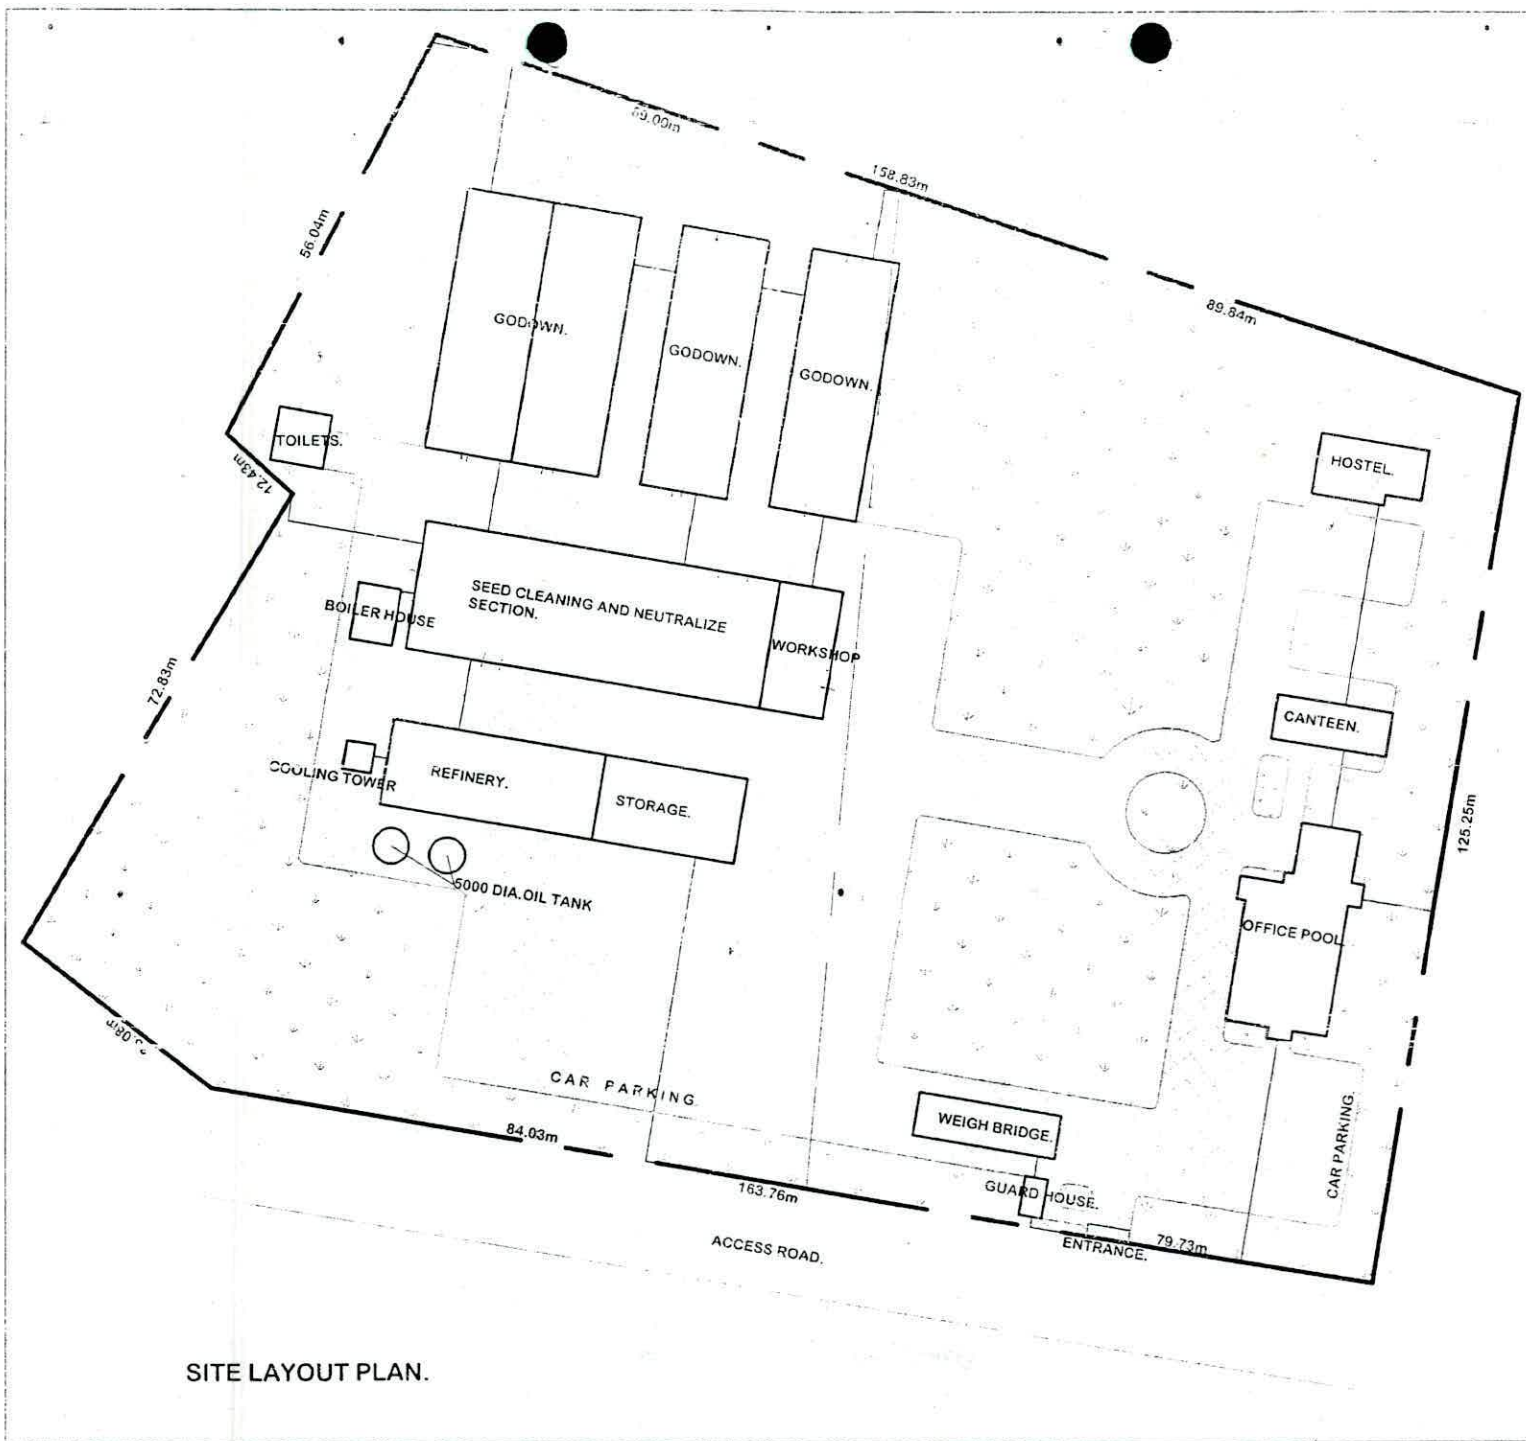 69.00m
158.83m
56.04m
89.84m
GODOWN.
GODOWN.
GODOWN.
TOILETS.
12.43m
HOSTEL.
SEED CLEANING AND NEUTRALIZE
SECTION.
BOILER HOUSE
WORKSHOP
72.83m
CANTEEN.
COOLING TOWER
REFINERY.
STORAGE.
125.25m
5000 DIA.OIL TANK
OFFICE POOL.
CAR PARKING
WEIGH BRIDGE.
CAR PARKING.
84.03m
163.76m
GUARD HOUSE.
ENTRANCE.
79.73m
ACCESS ROAD.
SITE LAYOUT PLAN.